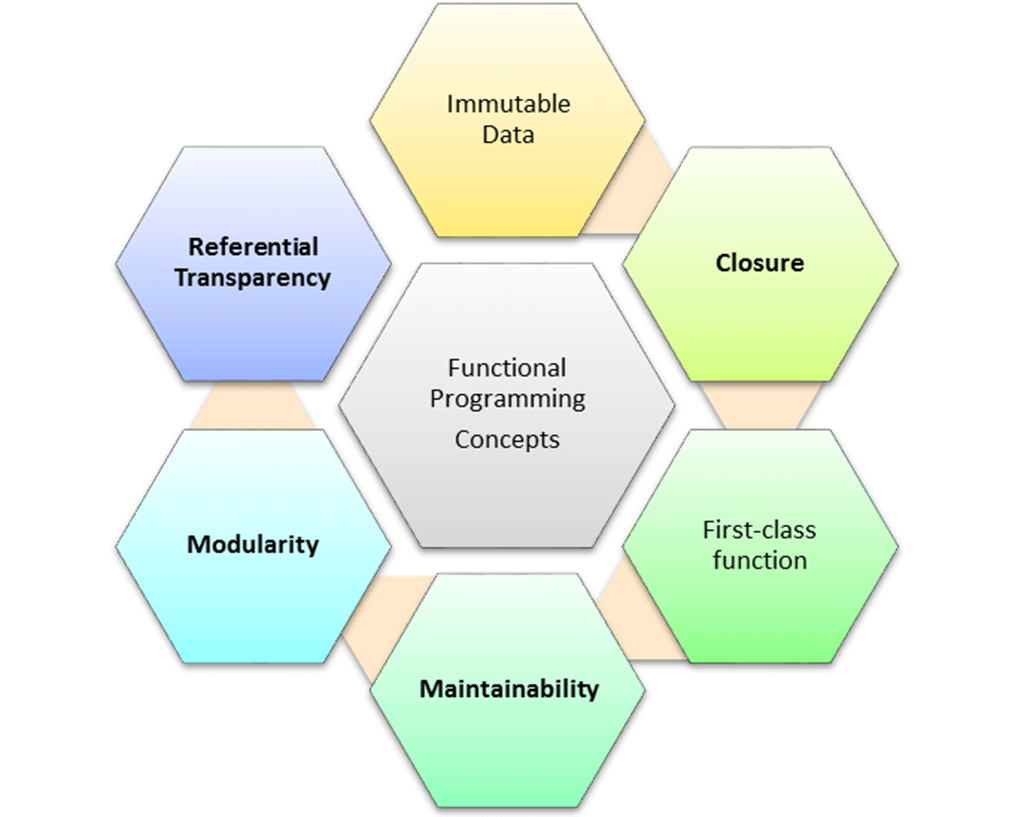 Immutable
Data
Closure
First-class
function
Maintainability
Modularity
Referential
Transparency
Functional
Programming
Concepts